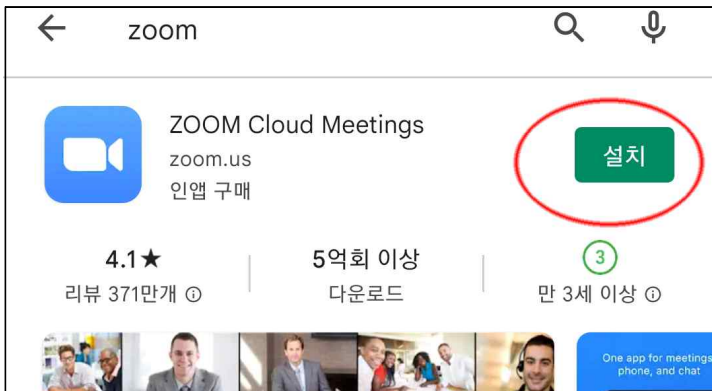 zoom
ZOOM Cloud Meetings
zoom.us
인앱 구매
설치
4.1★
리뷰 371만개 ⓘ
5억회 이상
다운로드
3
만 3세 이상 ⓘ
One app for meetings
phone, and chat